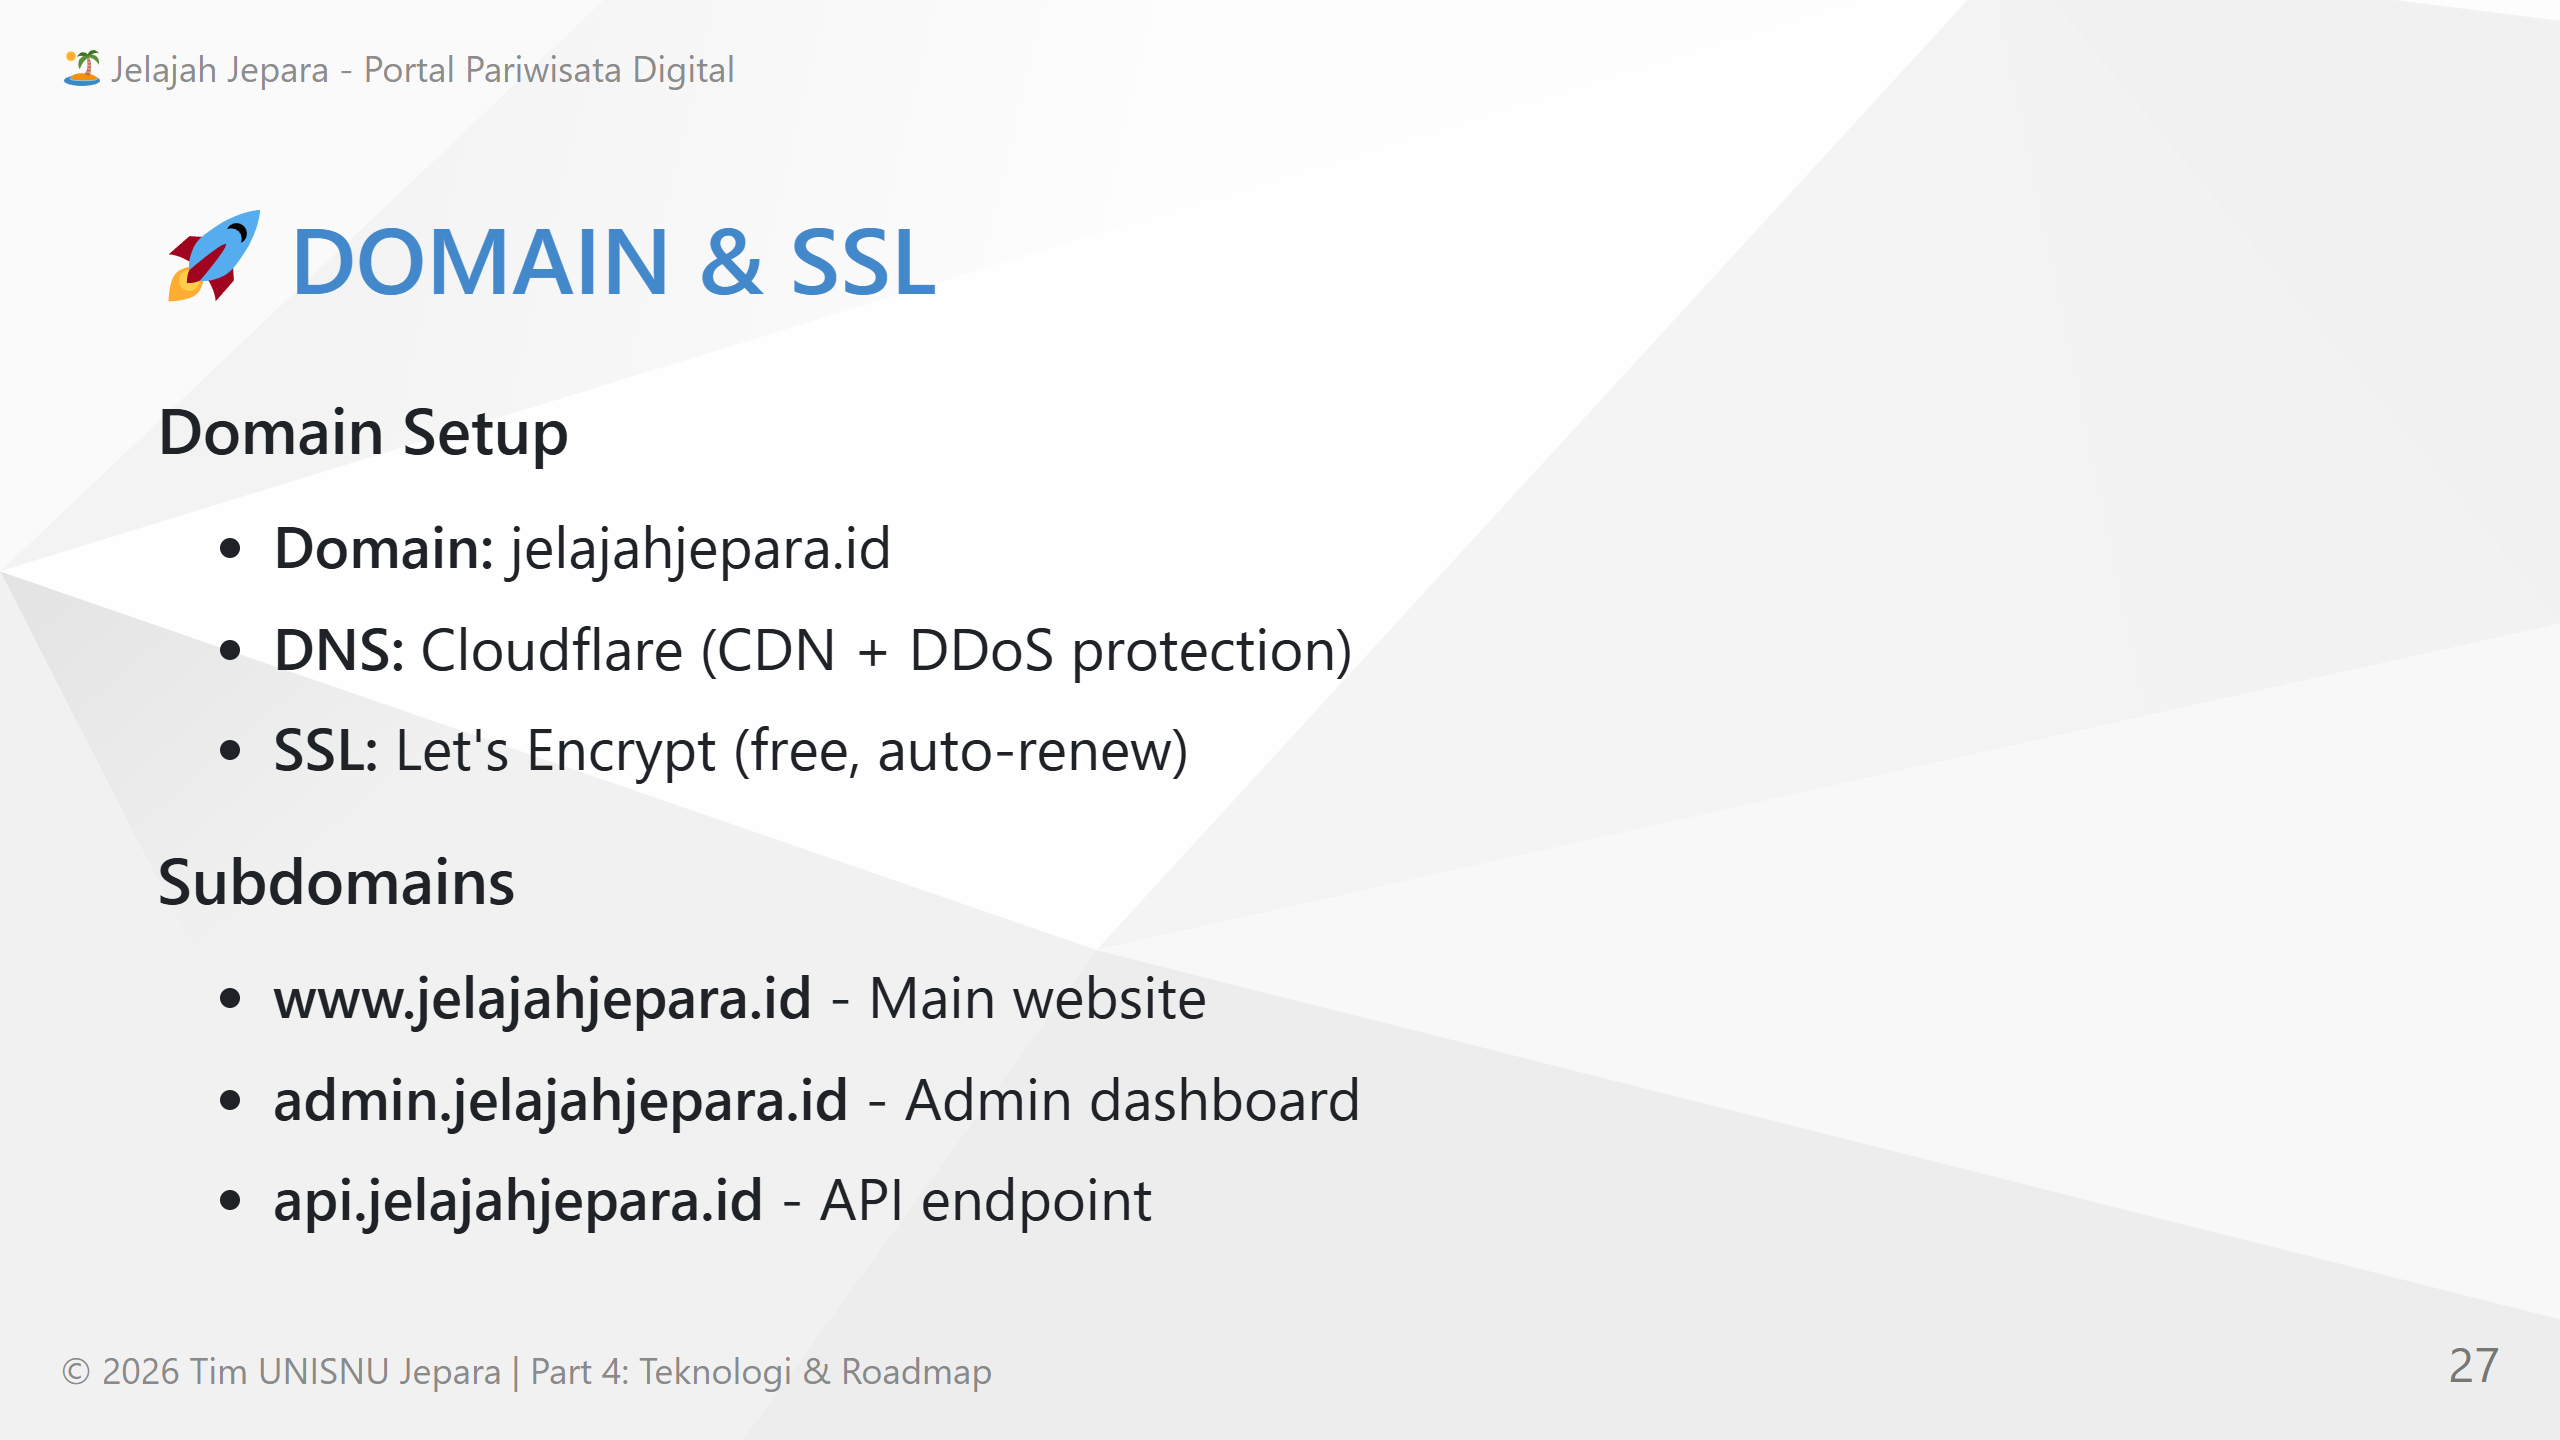 Jelajah Jepara - Portal Pariwisata Digital
DOMAIN & SSL
Domain Setup
• Domain: jelajahjepara.id
• DNS: Cloudflare (CDN + DDoS protection)
• SSL: Let's Encrypt (free, auto-renew)
Subdomains
• www.jelajahjepara.id - Main website
• admin.jelajahjepara.id - Admin dashboard
• api.jelajahjepara.id - API endpoint
© 2026 Tim UNISNU Jepara | Part 4: Teknologi & Roadmap
27